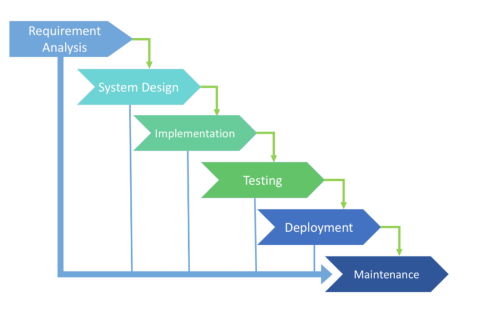 Requirement
Analysis
System Design
Implementation
Testing
Deployment
Maintenance